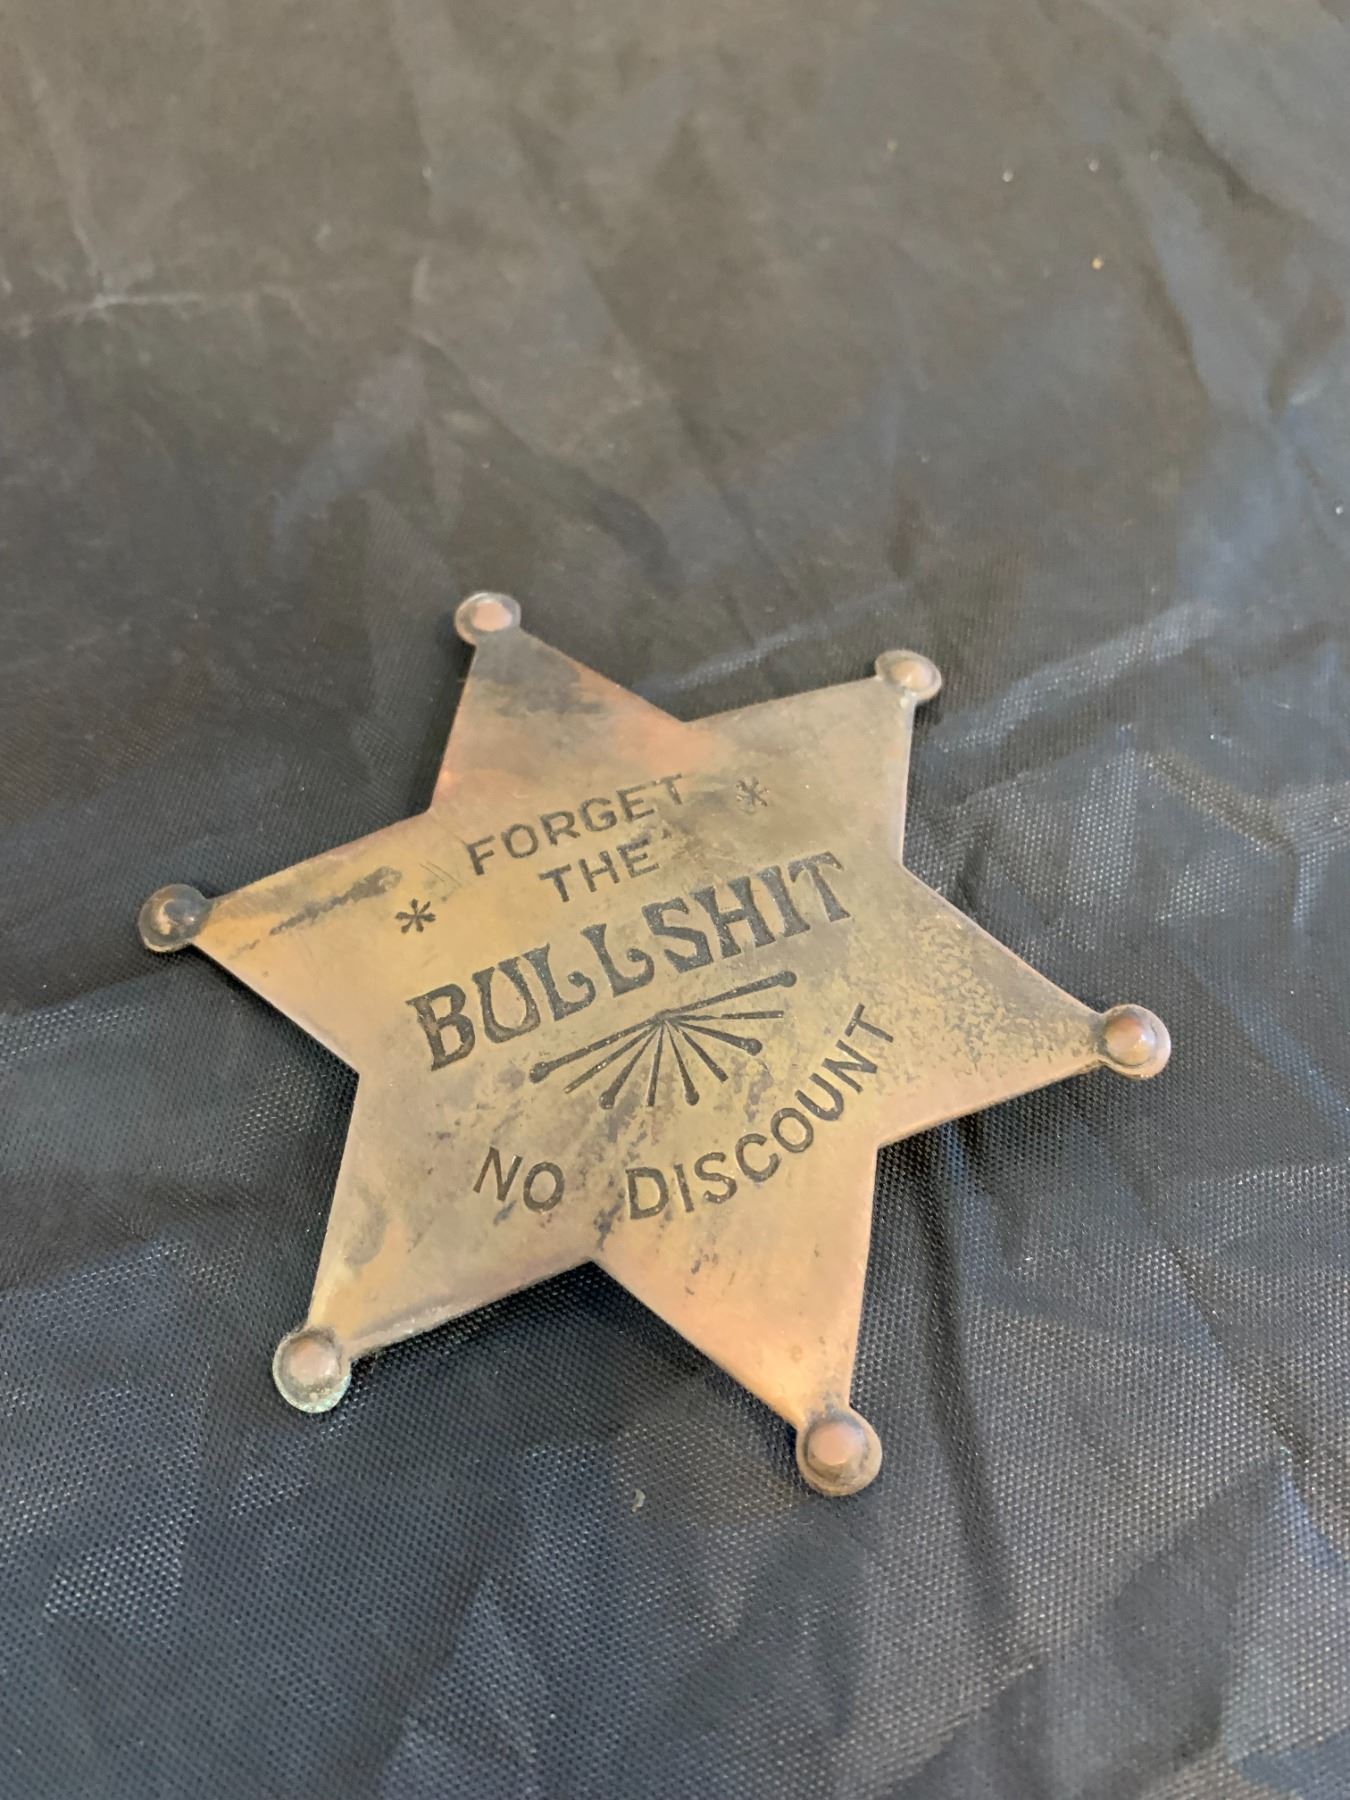 FORGET
THE
BULLSHIT
NO DISCOUNT